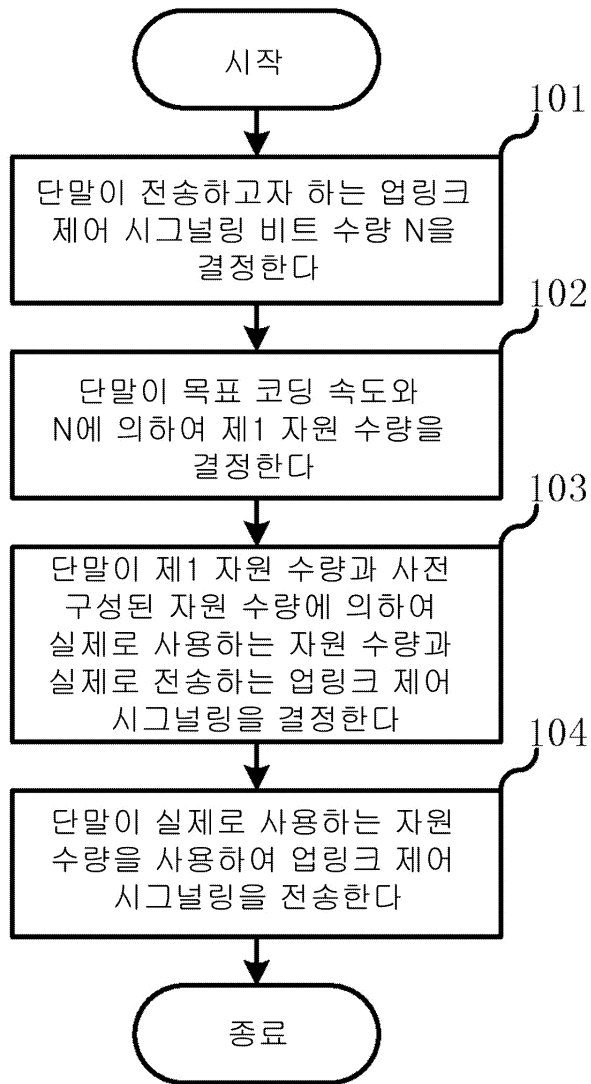 시작
101
단말이 전송하고자 하는 업링크
제어 시그널링 비트 수량 N을
결정한다
102
단말이 목표 코딩 속도와
N에 의하여 제1 자원 수량을
결정한다
103
단말이 제1 자원 수량과 사전
구성된 자원 수량에 의하여
실제로 사용하는 자원 수량과
실제로 전송하는 업링크 제어
시그널링을 결정한다
104
단말이 실제로 사용하는 자원
수량을 사용하여 업링크 제어
시그널링을 전송한다
종료